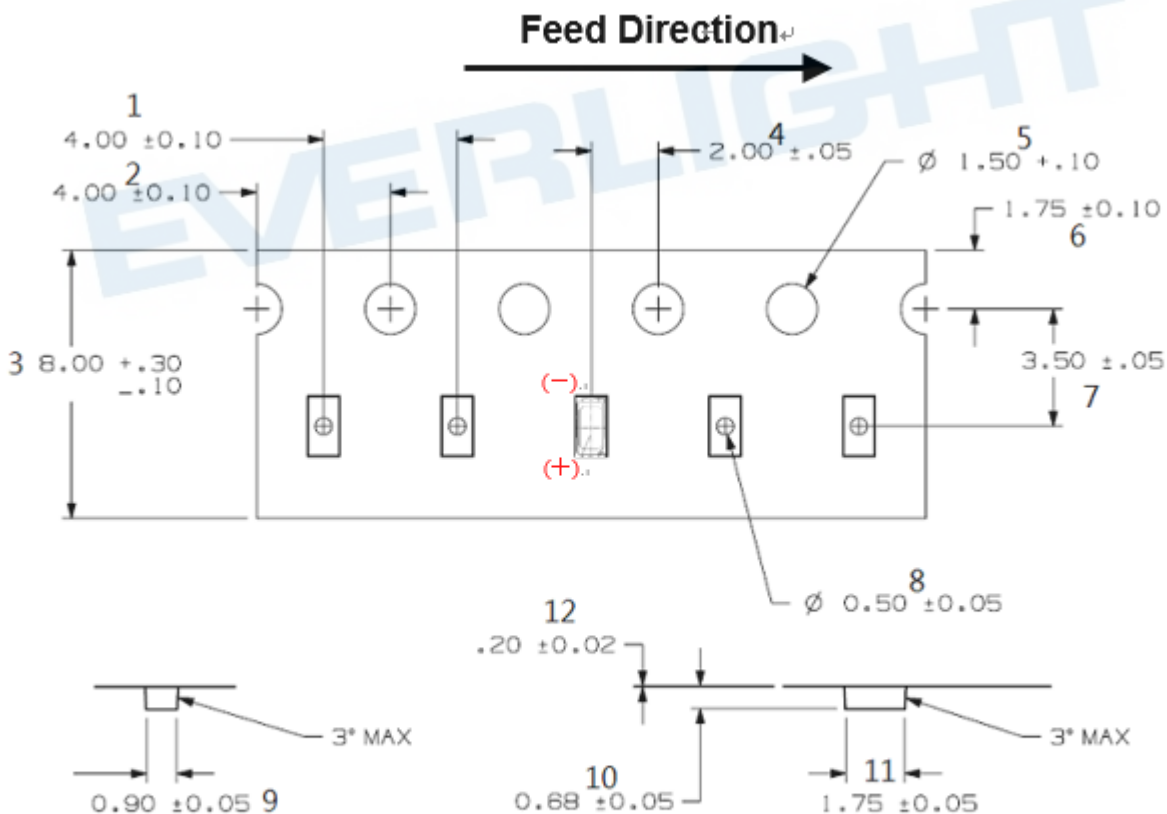 Feed Direction
EVERLIGHT
1
4.00 ±0.10
2
4.00 ±0.10
4
2.00 ±.05
5
Ø 1.50 +.10
1.75 ±0.10
6
3 8.00 +.30
-.10
3.50 ±.05
7
(-)
(+)
8
Ø 0.50 ±0.05
12
.20 ±0.02
3° MAX
3° MAX
0.90 ±0.05 9
10
0.68 ±0.05
11
1.75 ±0.05